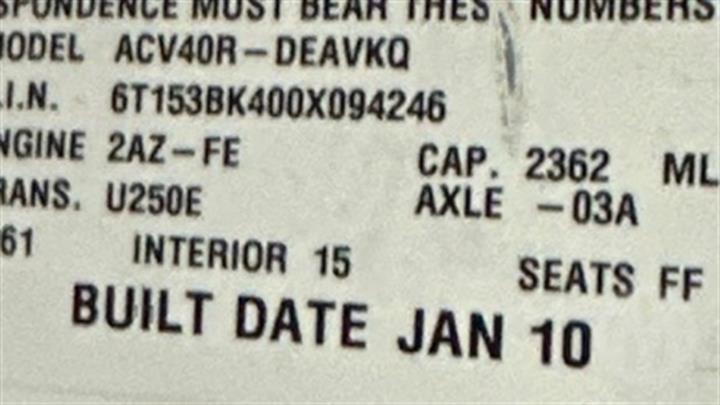 SPONDENCE MUST BEAR THES NUMBERS
MODEL ACV40R-DEAVKQ
.I.N. 6T153BK400X094246
NGINE 2AZ-FE CAP. 2362 ML
RANS. U250E AXLE -03A
61 INTERIOR 15 SEATS FF
BUILT DATE JAN 10